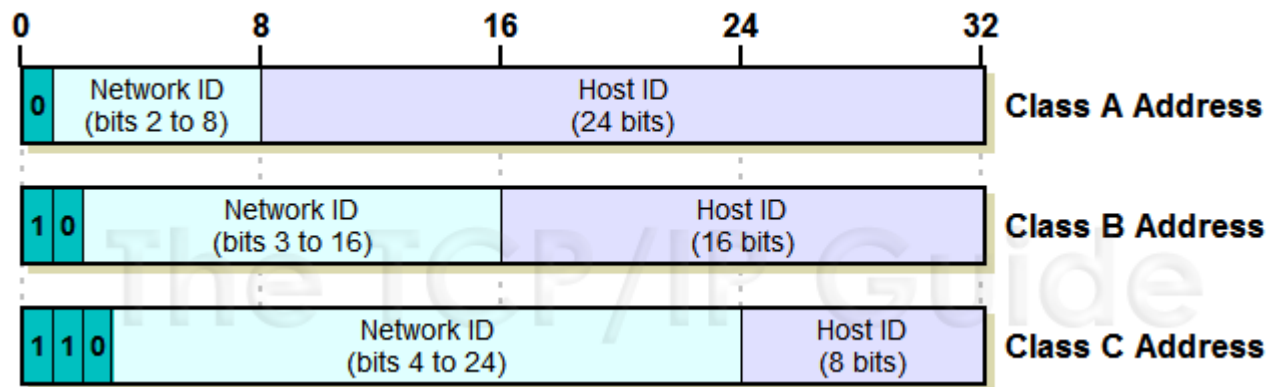 0 8 16 24 32
0 Network ID Host ID
(bits 2 to 8) (24 bits)
Class A Address
1 0 Network ID Host ID
(bits 3 to 16) (16 bits)
Class B Address
The TCP/IP Guide
1 1 0 Network ID Host ID
(bits 4 to 24) (8 bits)
Class C Address